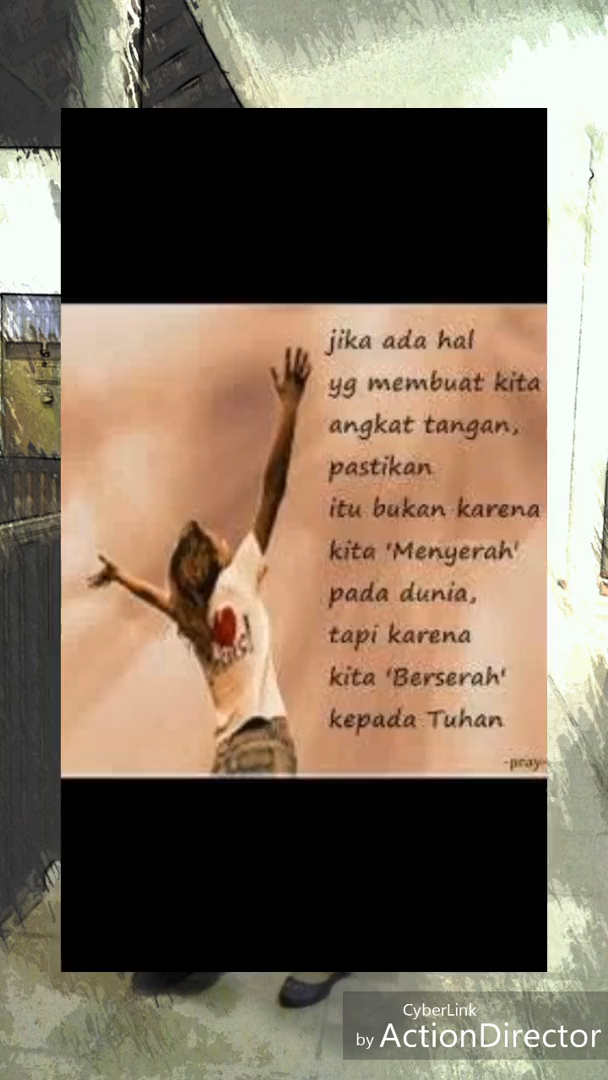 jika ada hal
yg membuat kita
angkat tangan,
pastikan
itu bukan karena
kita 'Menyerah'
pada dunia,
tapi karena
kita 'Berserah'
kepada Tuhan
-pray-
CyberLink
by ActionDirector